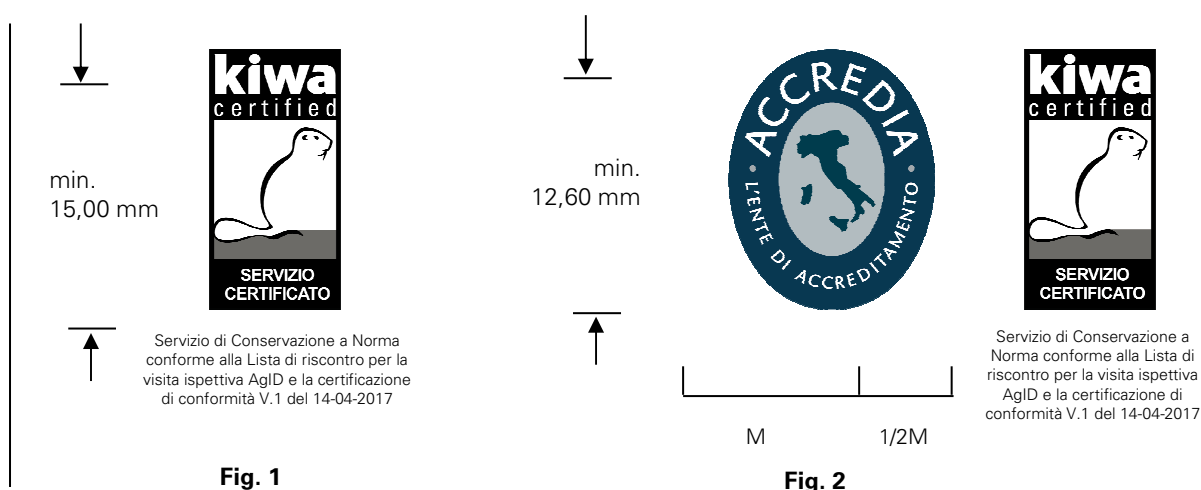 kiwa
certified
min.
15,00 mm
SERVIZIO
CERTIFICATO
Servizio di Conservazione a Norma
conforme alla Lista di riscontro per la
visita ispettiva AgID e la certificazione
di conformità V.1 del 14-04-2017
Fig. 1
min.
12,60 mm
ACCREDIA
L'ENTE DI ACCREDITAMENTO
kiwa
certified
SERVIZIO
CERTIFICATO
Servizio di Conservazione a
Norma conforme alla Lista di
riscontro per la visita ispettiva
AgID e la certificazione di
conformità V.1 del 14-04-2017
M
1/2M
Fig. 2